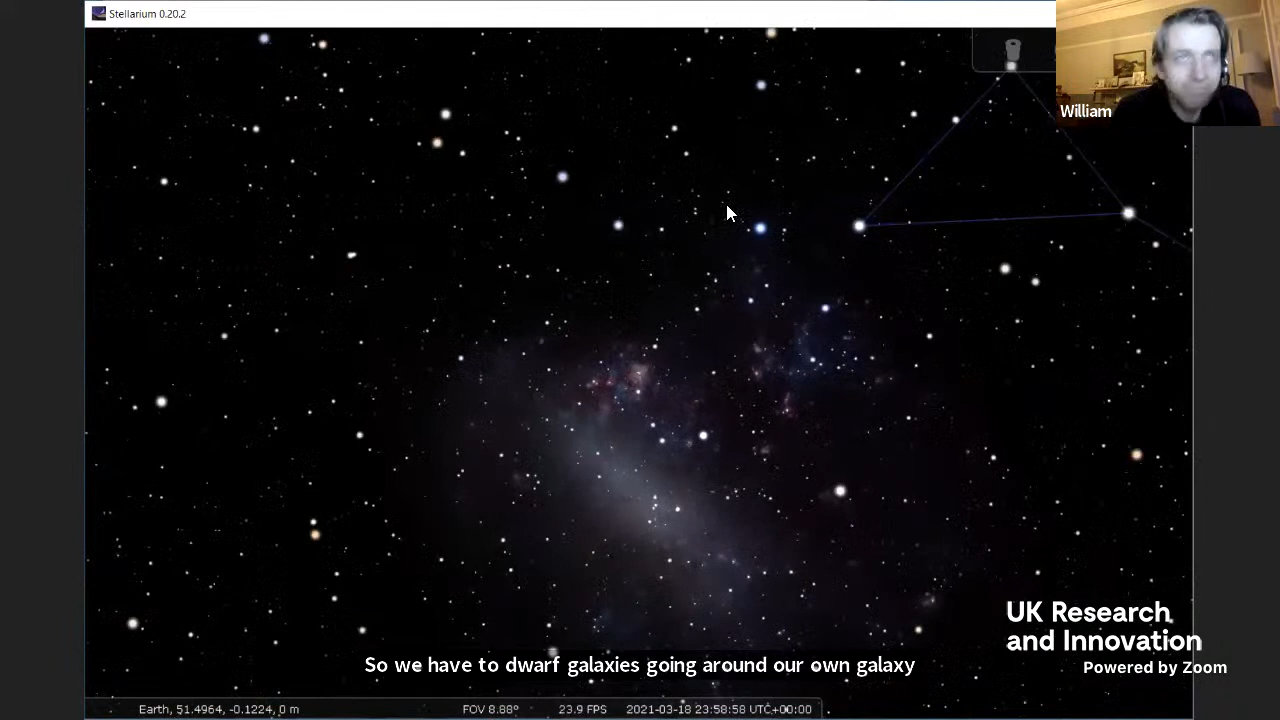 Stellarium 0.20.2
William
UK Research
and Innovation
Powered by Zoom
So we have to dwarf galaxies going around our own galaxy
Earth, 51.4964, -0.1224, 0 m FOV 8.88° 23.9 FPS 2021-03-18 23:58:58 UTC+00:00